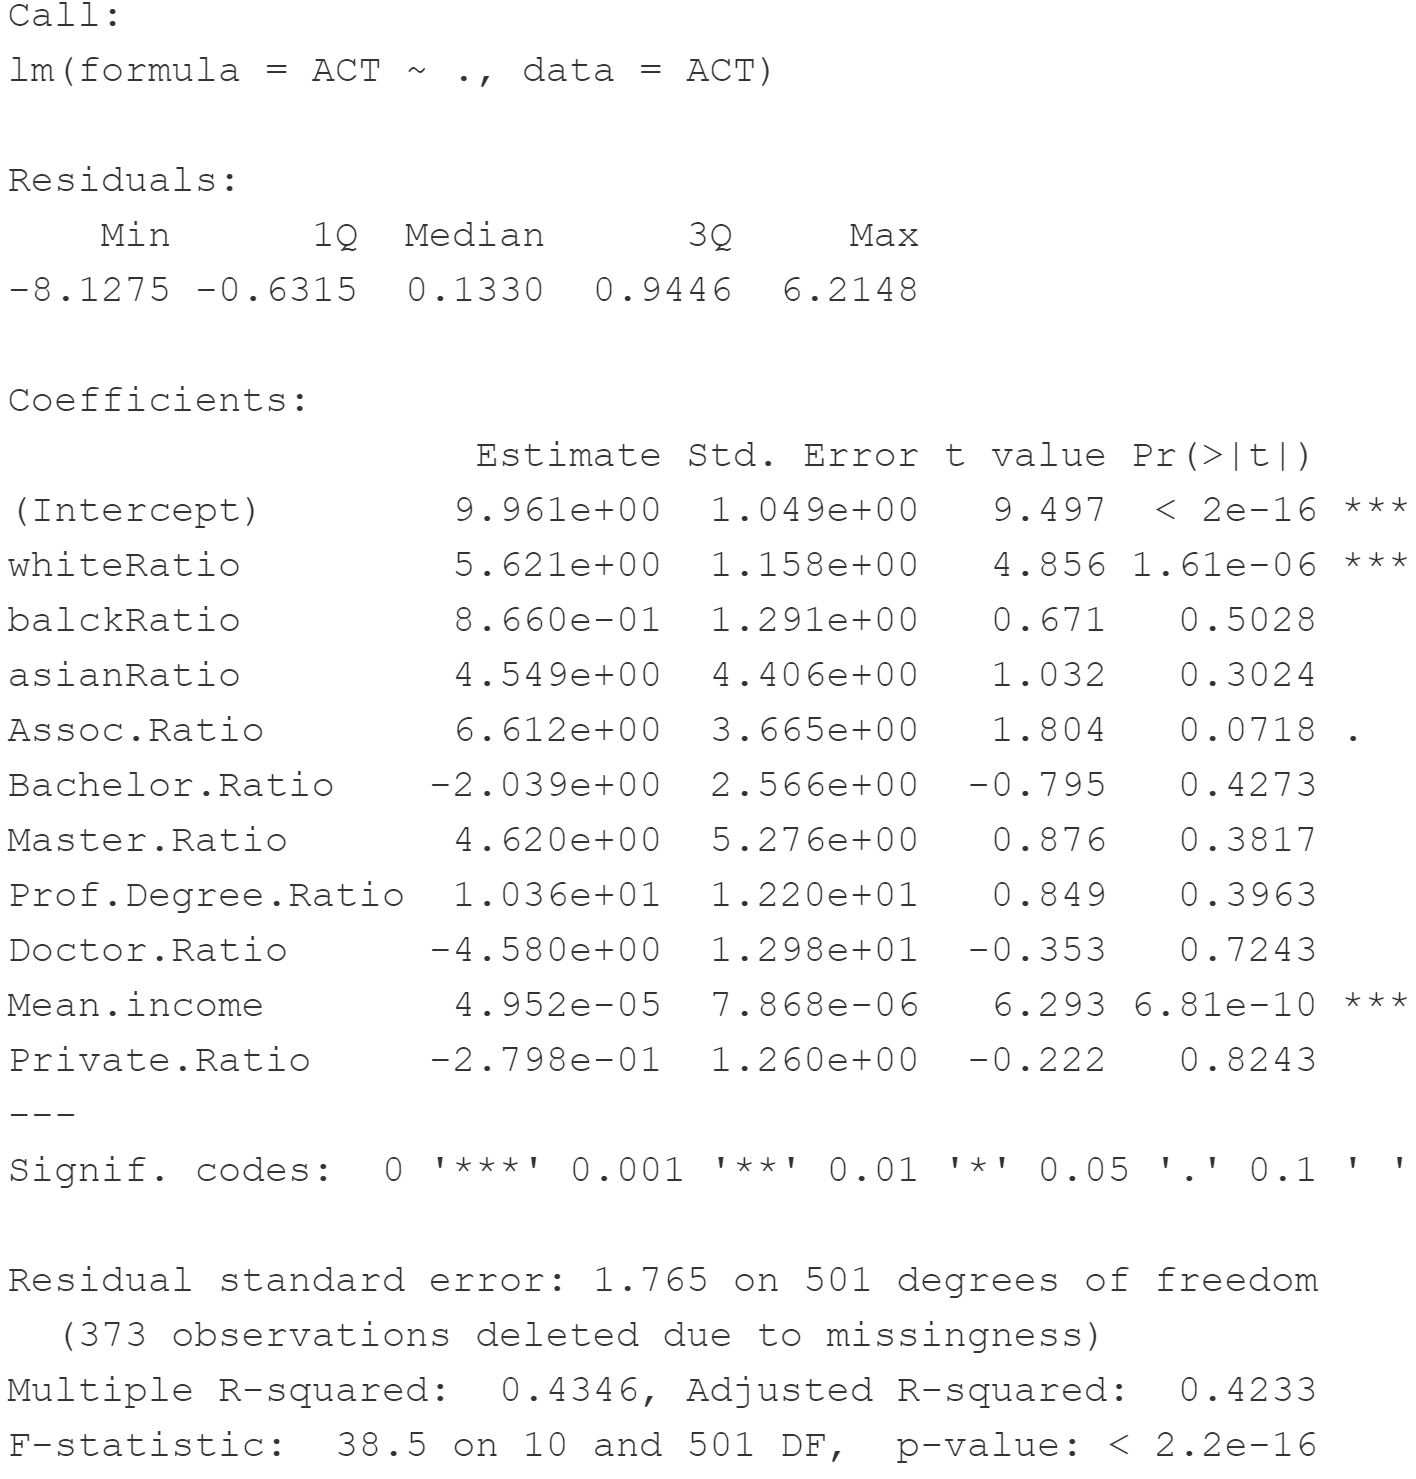 Call:
lm(formula = ACT ~ ., data = ACT)
Residuals:
    Min      1Q  Median      3Q     Max
-8.1275 -0.6315  0.1330  0.9446  6.2148
Coefficients:
                    Estimate Std. Error t value Pr(>|t|)
(Intercept)        9.961e+00  1.049e+00   9.497  < 2e-16 ***
whiteRatio         5.621e+00  1.158e+00   4.856 1.61e-06 ***
balckRatio         8.660e-01  1.291e+00   0.671   0.5028
asianRatio         4.549e+00  4.406e+00   1.032   0.3024
Assoc.Ratio        6.612e+00  3.665e+00   1.804   0.0718 .
Bachelor.Ratio    -2.039e+00  2.566e+00  -0.795   0.4273
Master.Ratio       4.620e+00  5.276e+00   0.876   0.3817
Prof.Degree.Ratio  1.036e+01  1.220e+01   0.849   0.3963
Doctor.Ratio      -4.580e+00  1.298e+01  -0.353   0.7243
Mean.income        4.952e-05  7.868e-06   6.293 6.81e-10 ***
Private.Ratio     -2.798e-01  1.260e+00  -0.222   0.8243
---
Signif. codes:  0 '***' 0.001 '**' 0.01 '*' 0.05 '.' 0.1 ' '
Residual standard error: 1.765 on 501 degrees of freedom
  (373 observations deleted due to missingness)
Multiple R-squared:  0.4346, Adjusted R-squared:  0.4233
F-statistic:  38.5 on 10 and 501 DF,  p-value: < 2.2e-16